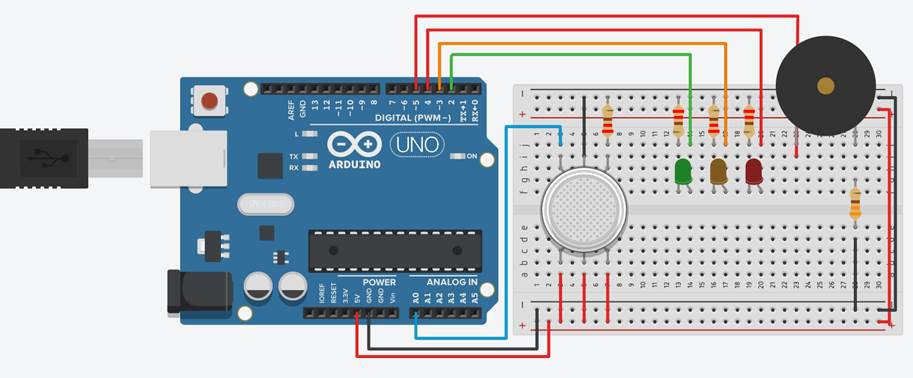 AREF
GND
13
12
~11
~10
~9
8
7
~6
~5
4
~3
2
TX→1
RX←0
DIGITAL (PWM~)
L
TX
RX
UNO
ARDUINO
ON
POWER
ANALOG IN
IOREF
RESET
3.3V
5V
GND
GND
Vin
A0
A1
A2
A3
A4
A5
j
i
h
g
f
e
d
c
b
a